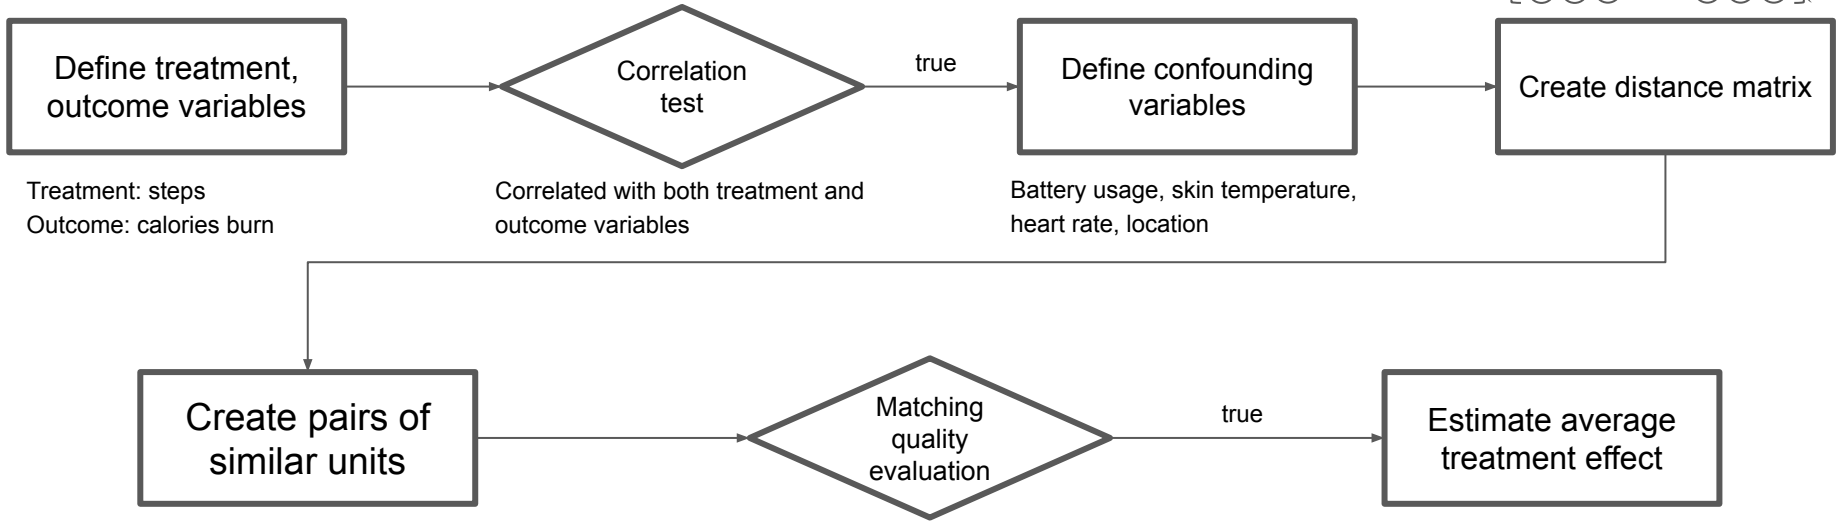 Define treatment,
outcome variables
Correlation
test
true
Define confounding
variables
Create distance matrix
Treatment: steps
Outcome: calories burn
Correlated with both treatment and
outcome variables
Battery usage, skin temperature,
heart rate, location
Create pairs of
similar units
Matching
quality
evaluation
true
Estimate average
treatment effect